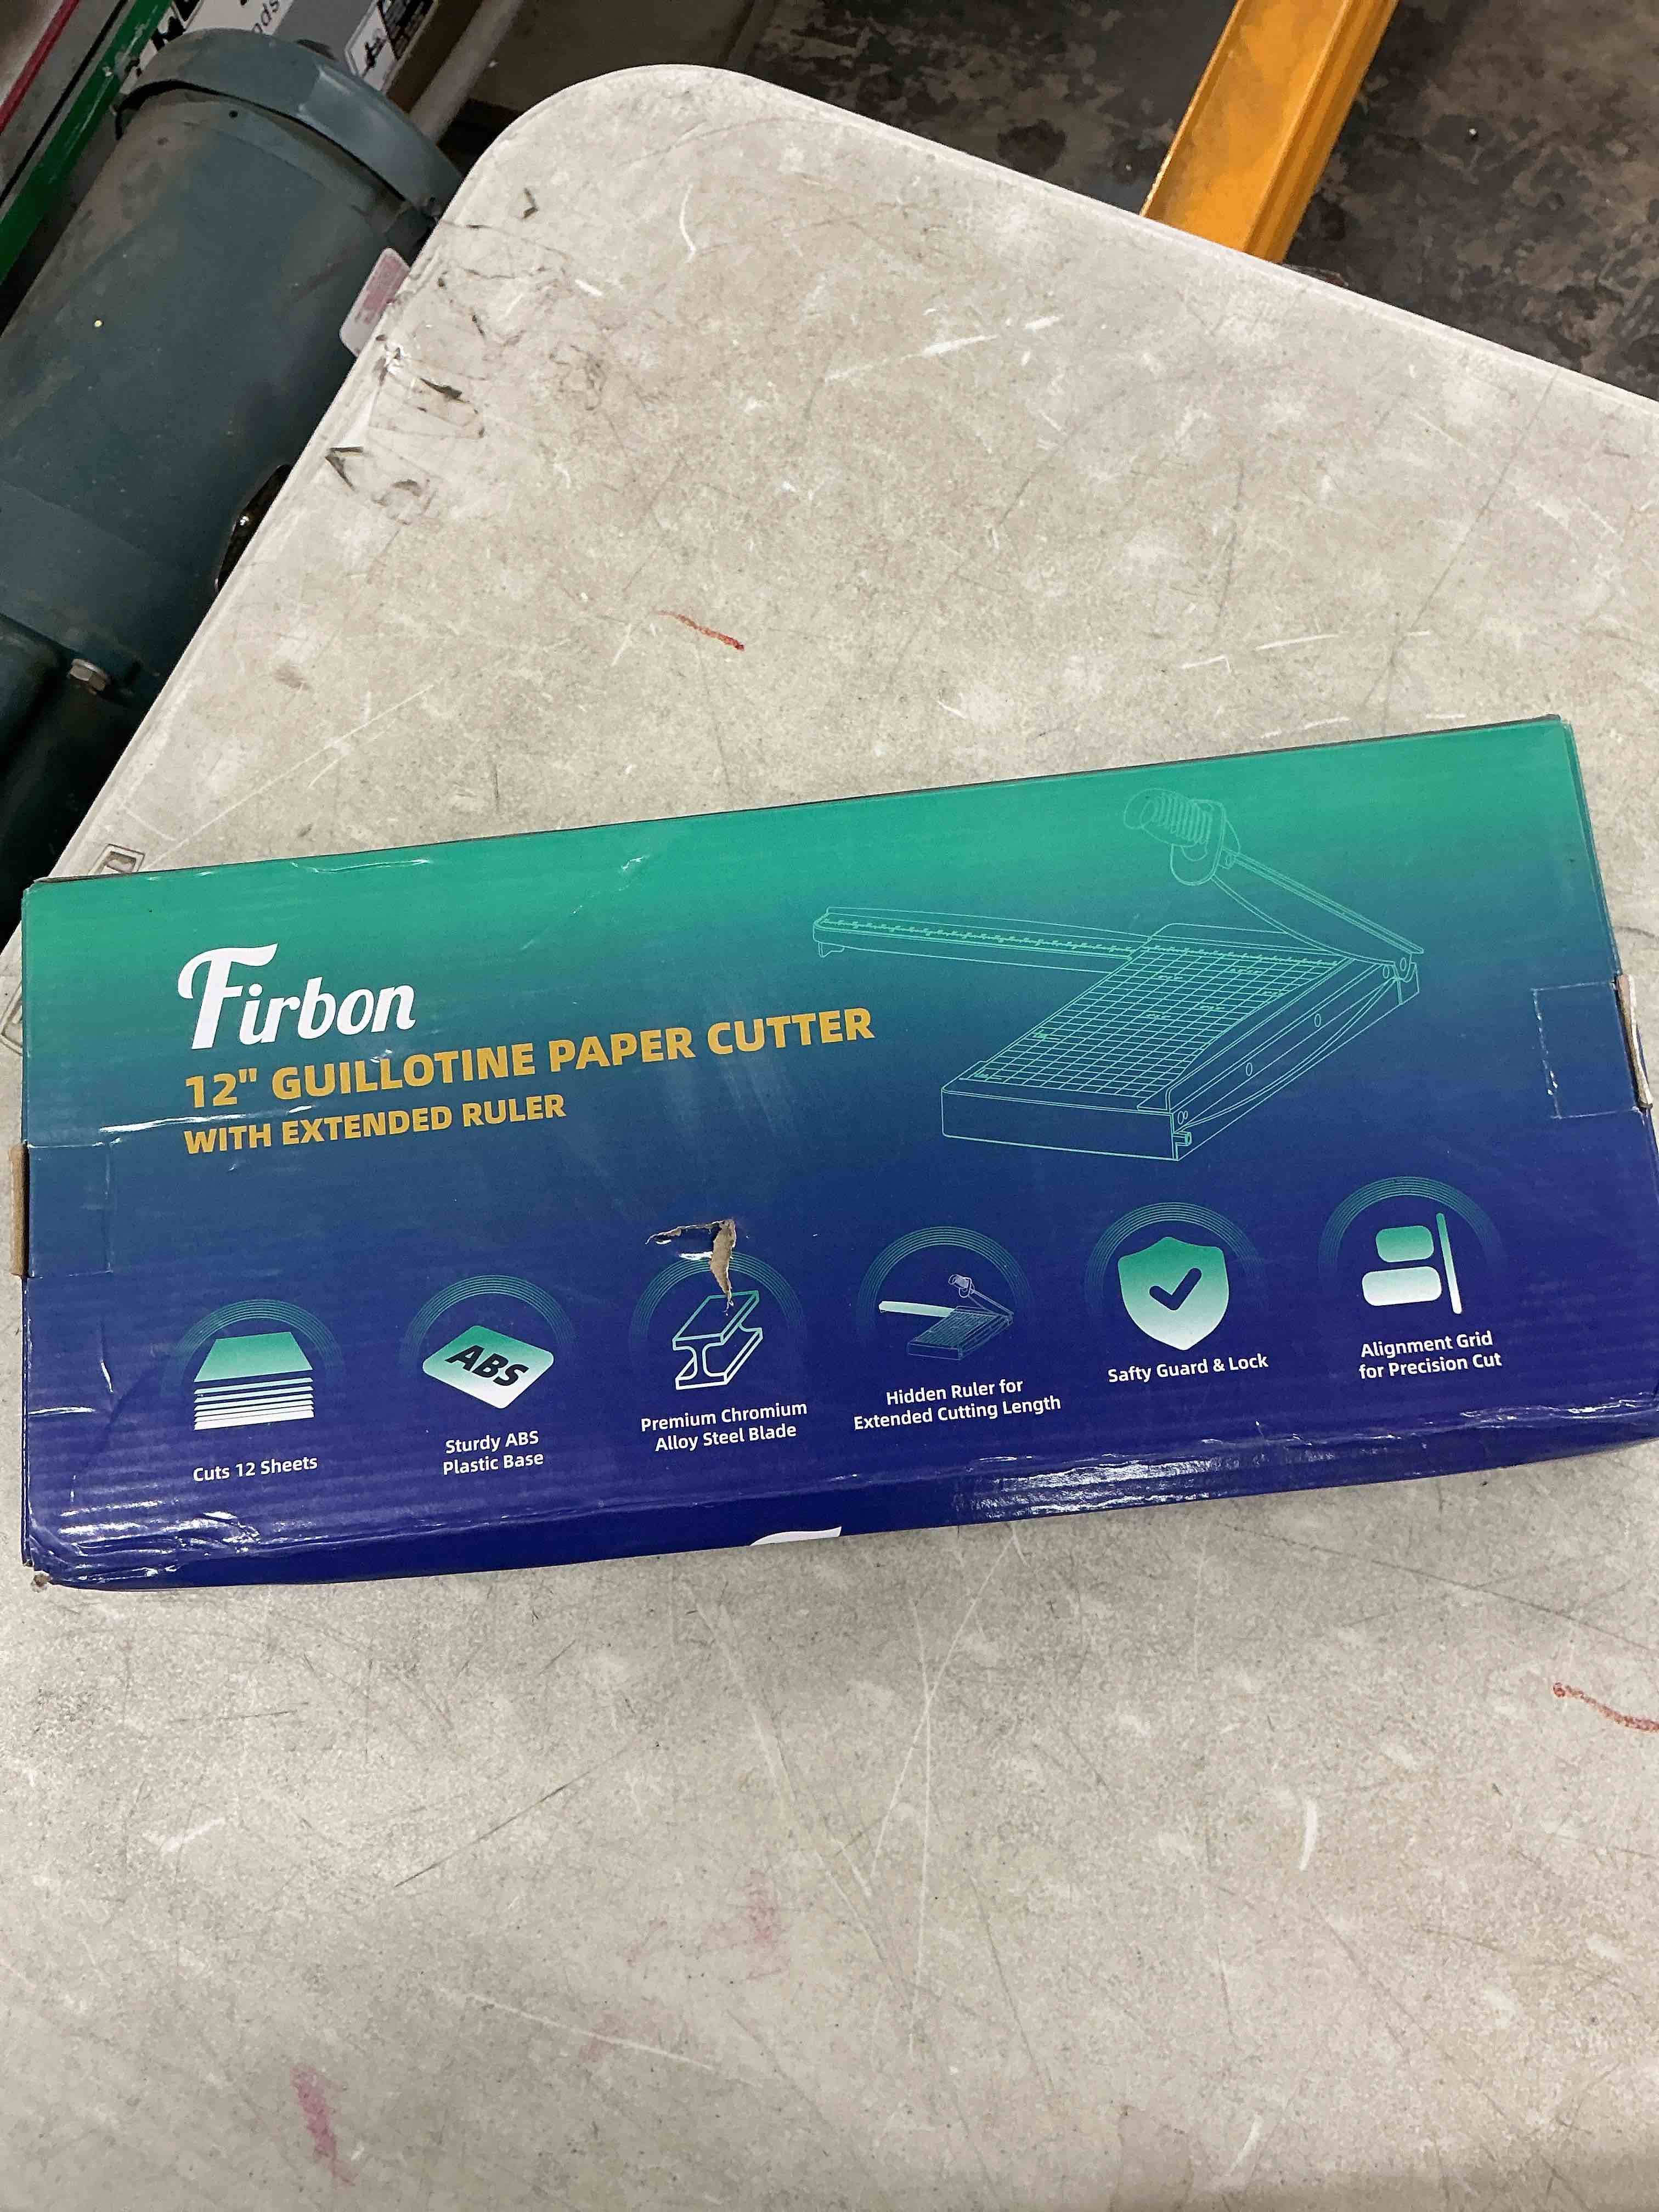 Firbon
12" GUILLOTINE PAPER CUTTER
WITH EXTENDED RULER
Cuts 12 Sheets
ABS
Sturdy ABS
Plastic Base
Premium Chromium
Alloy Steel Blade
Hidden Ruler for
Extended Cutting Length
Safty Guard & Lock
Alignment Grid
for Precision Cut